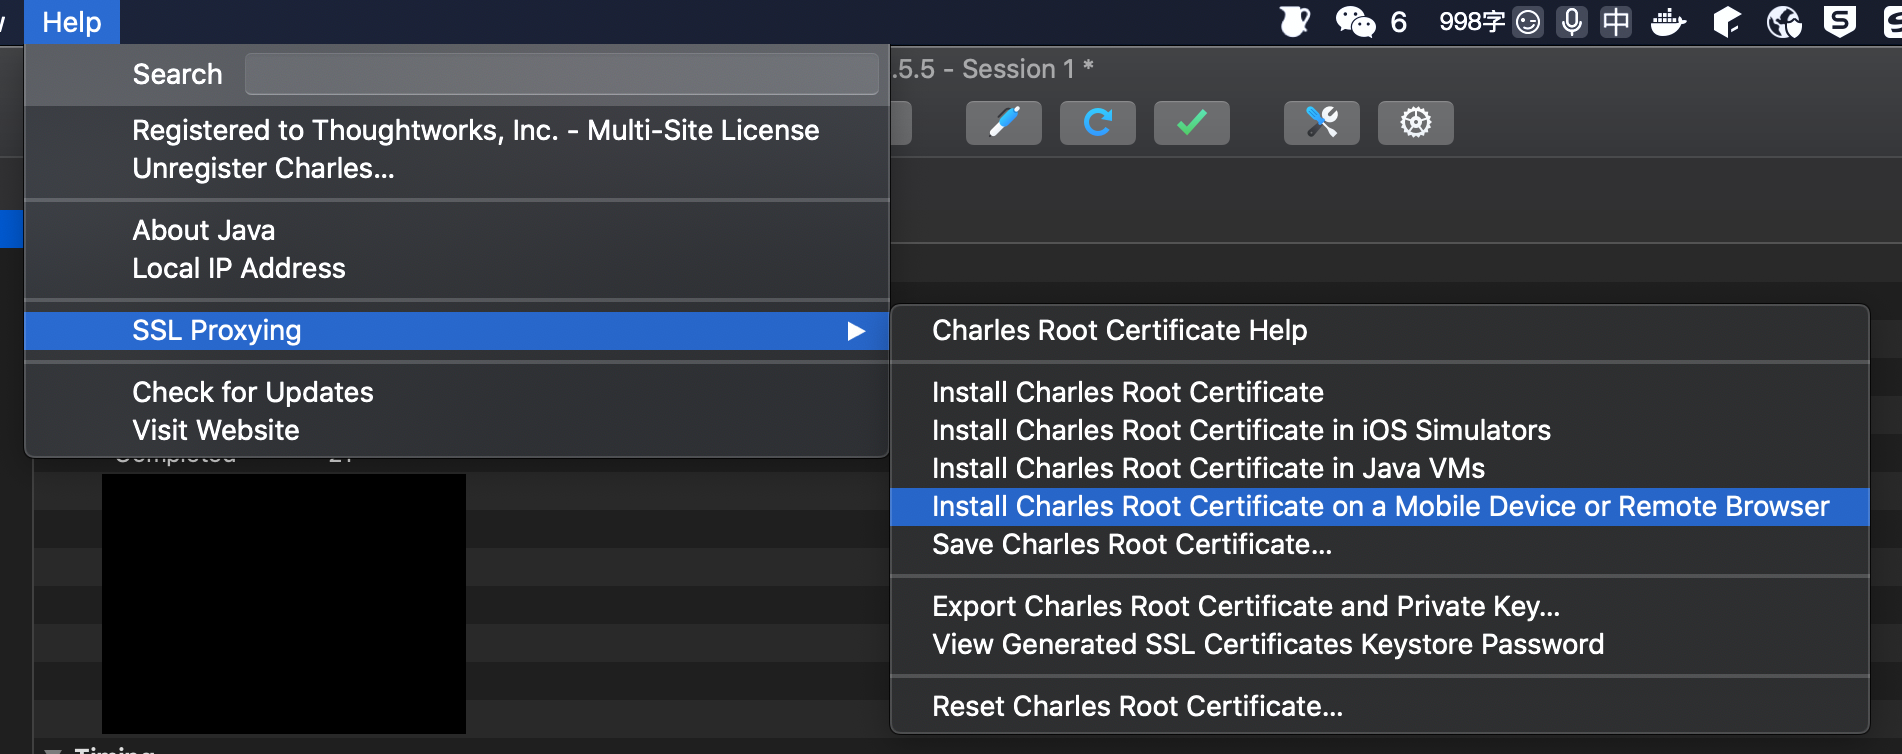 Help
6
998字
中
Search
.5.5 - Session 1 *
Registered to Thoughtworks, Inc. - Multi-Site License
Unregister Charles...
About Java
Local IP Address
SSL Proxying
Charles Root Certificate Help
Check for Updates
Install Charles Root Certificate
Visit Website
Install Charles Root Certificate in iOS Simulators
Install Charles Root Certificate in Java VMs
Install Charles Root Certificate on a Mobile Device or Remote Browser
Save Charles Root Certificate...
Export Charles Root Certificate and Private Key...
View Generated SSL Certificates Keystore Password
Reset Charles Root Certificate...
Timing